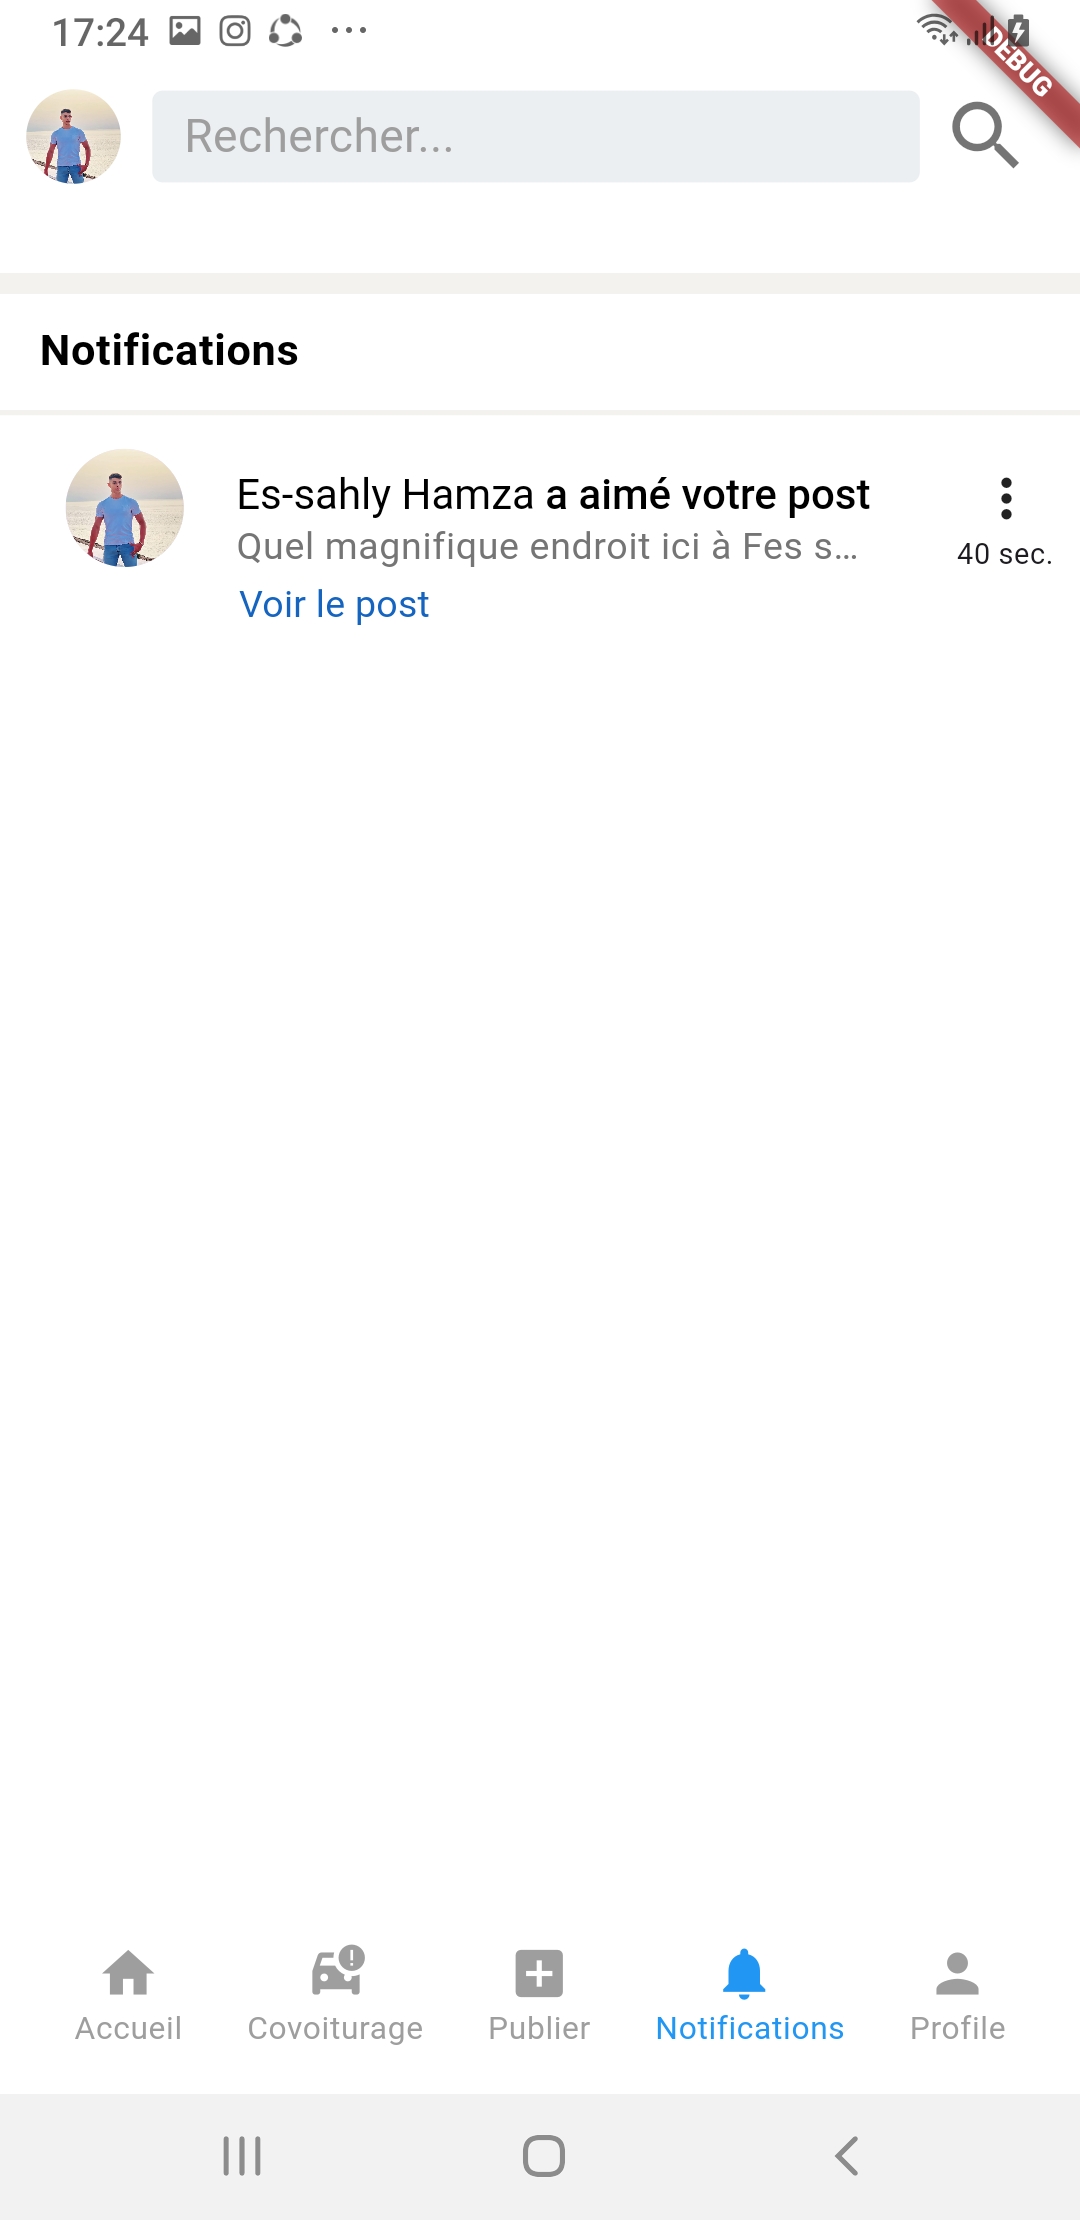 17:24
DEBUG
Rechercher...
Notifications
Es-sahly Hamza a aimé votre post
Quel magnifique endroit ici à Fes s...
40 sec.
Voir le post
Accueil
Covoiturage
Publier
Notifications
Profile